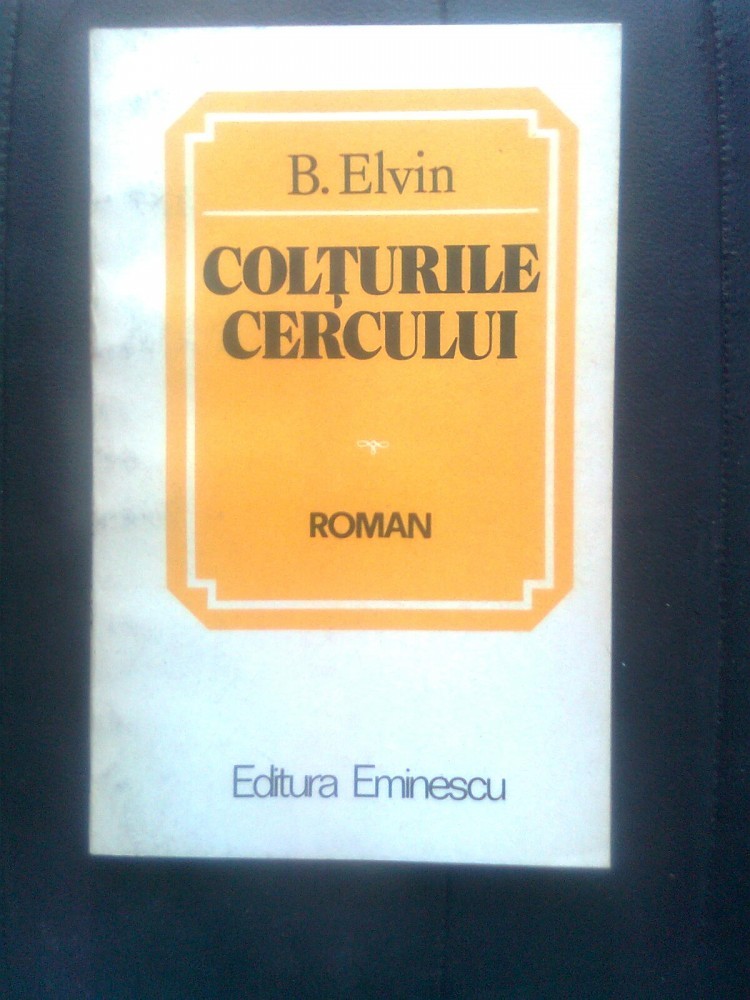 B. Elvin
COLȚURILE
CERCULUI
ROMAN
Editura Eminescu